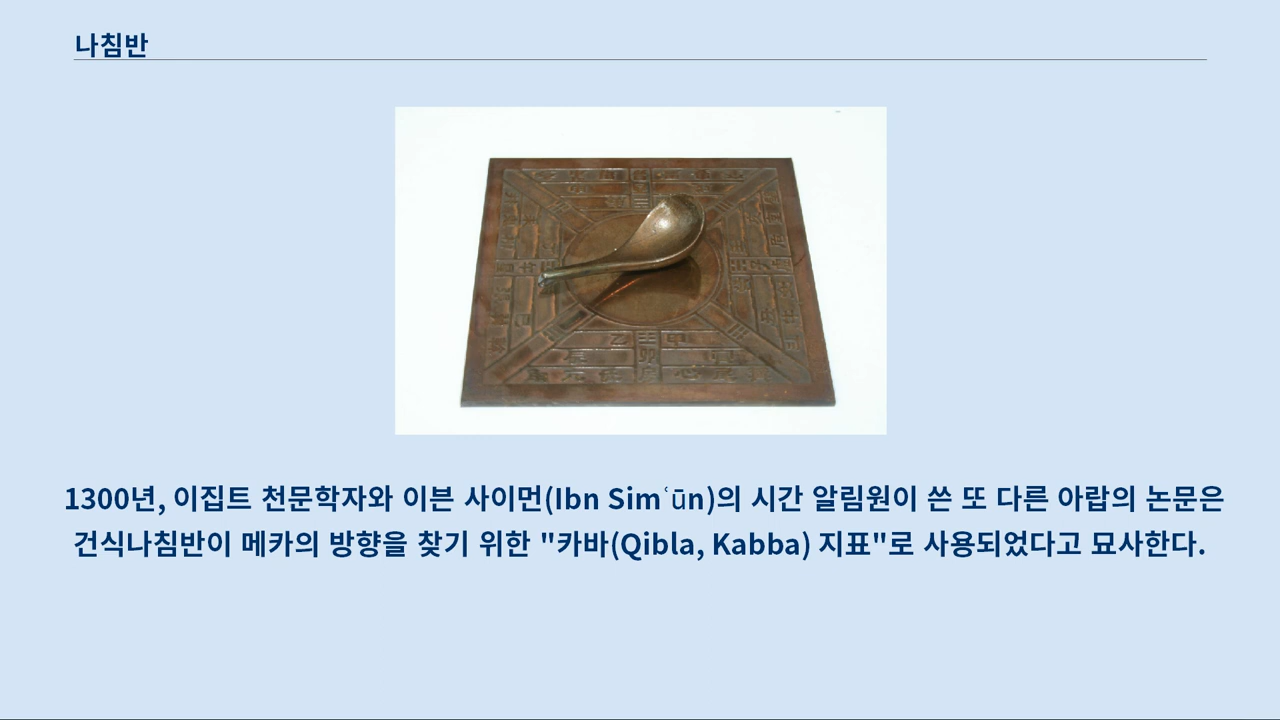 나침반
1300년, 이집트 천문학자와 이븐 사이먼(Ibn Simʿūn)의 시간 알림원이 쓴 또 다른 아랍의 논문은
건식나침반이 메카의 방향을 찾기 위한 "카바(Qibla, Kabba) 지표"로 사용되었다고 묘사한다.